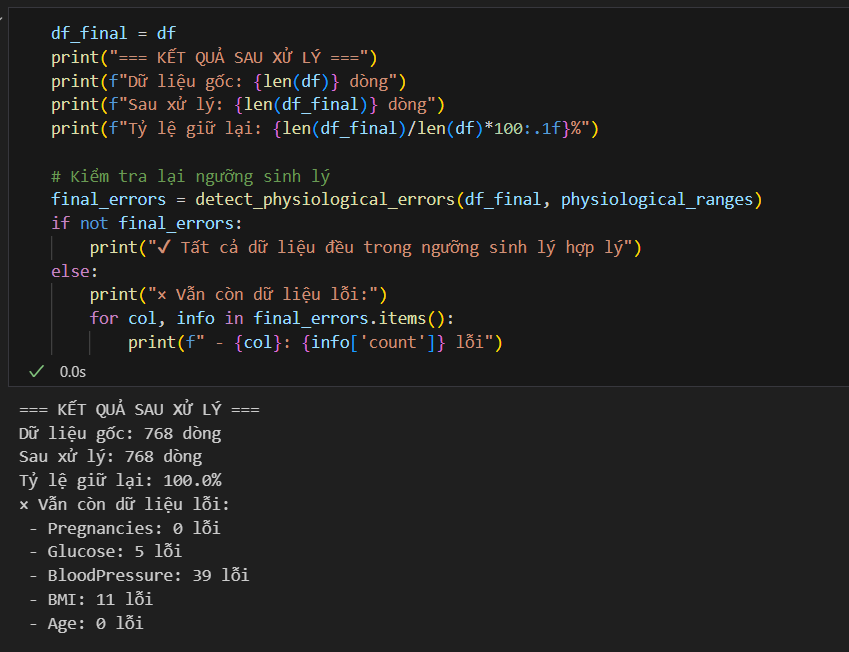 df_final = df
print("=== KẾT QUẢ SAU XỬ LÝ ===")
print(f"Dữ liệu gốc: {len(df)} dòng")
print(f"Sau xử lý: {len(df_final)} dòng")
print(f"Tỷ lệ giữ lại: {len(df_final)/len(df)*100:.1f}%")
# Kiểm tra lại ngưỡng sinh lý
final_errors = detect_physiological_errors(df_final, physiological_ranges)
if not final_errors:
    print("✓ Tất cả dữ liệu đều trong ngưỡng sinh lý hợp lý")
else:
    print("× Vẫn còn dữ liệu lỗi:")
    for col, info in final_errors.items():
        print(f" - {col}: {info['count']} lỗi")
✓ 0.0s
=== KẾT QUẢ SAU XỬ LÝ ===
Dữ liệu gốc: 768 dòng
Sau xử lý: 768 dòng
Tỷ lệ giữ lại: 100.0%
× Vẫn còn dữ liệu lỗi:
 - Pregnancies: 0 lỗi
 - Glucose: 5 lỗi
 - BloodPressure: 39 lỗi
 - BMI: 11 lỗi
 - Age: 0 lỗi